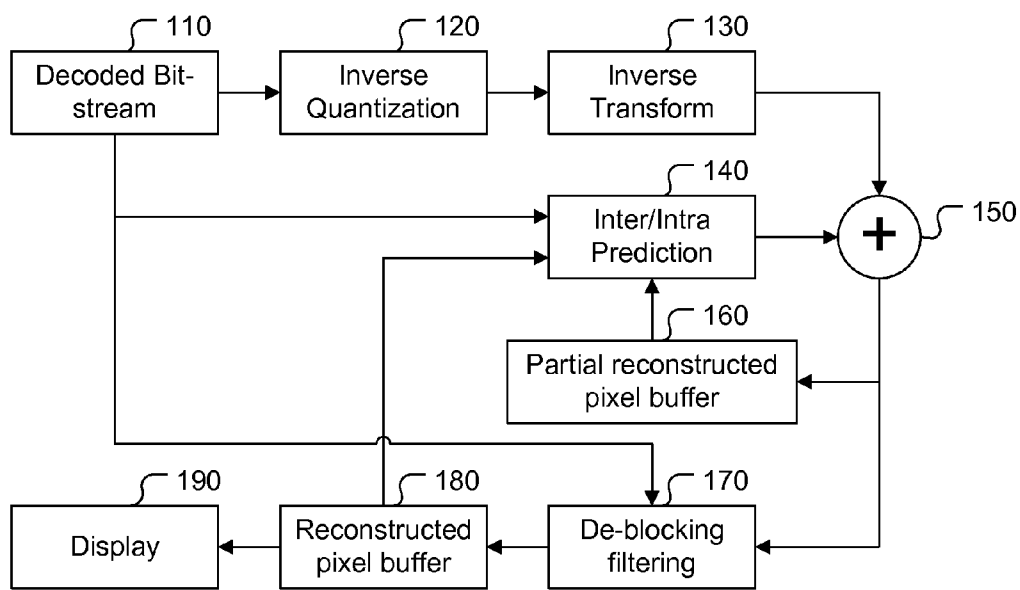 110
120
130
Decoded Bit-
stream
Inverse
Quantization
Inverse
Transform
140
Inter/Intra
Prediction
+
150
160
Partial reconstructed
pixel buffer
190
180
170
Display
Reconstructed
pixel buffer
De-blocking
filtering